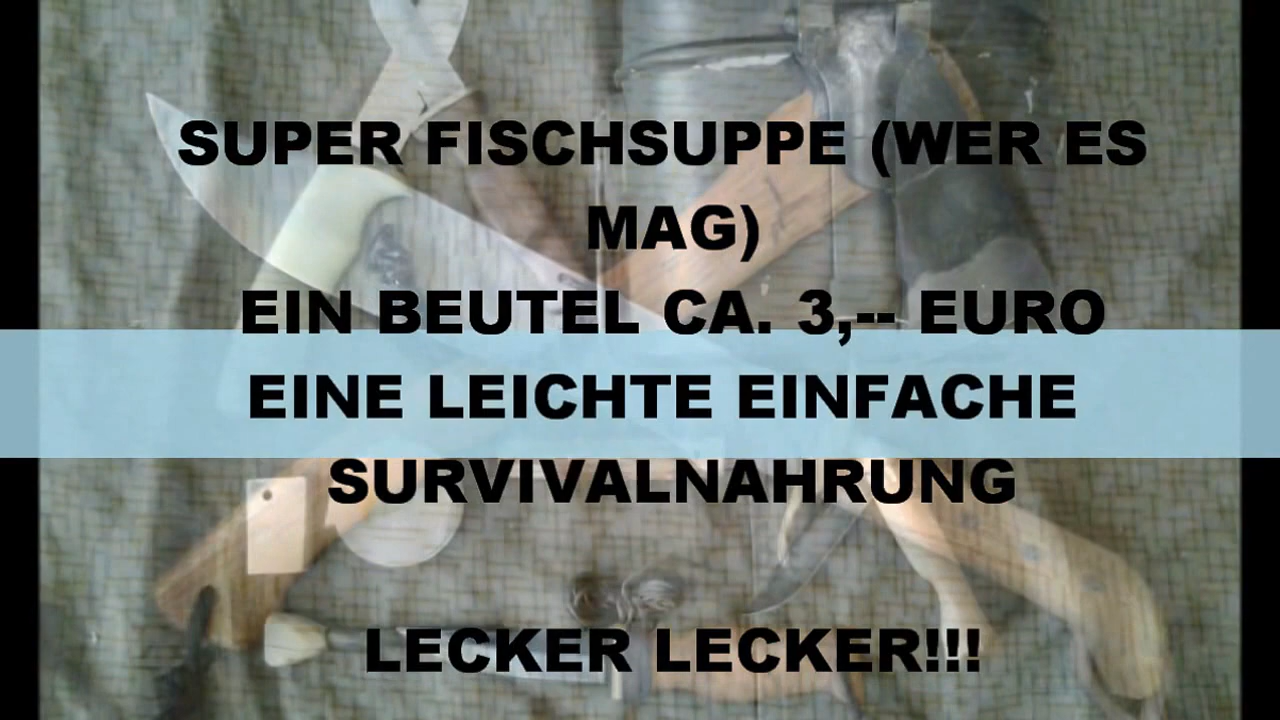 SUPER FISCHSUPPE (WER ES
MAG)
EIN BEUTEL CA. 3,-- EURO
EINE LEICHTE EINFACHE
SURVIVALNAHRUNG
LECKER LECKER!!!